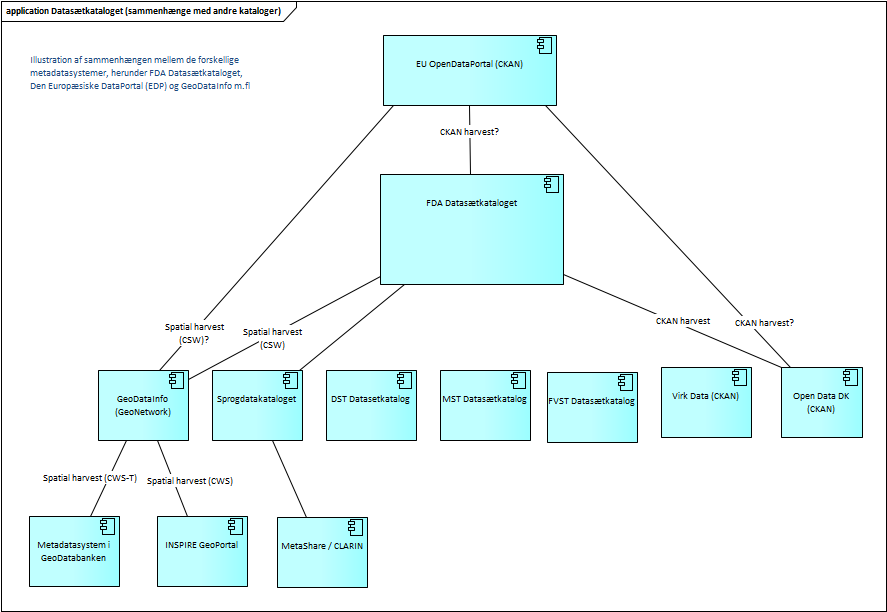 application Datasætkataloget (sammenhænge med andre kataloger)
Illustration af sammenhængen mellem de forskellige
metadatasystemer, herunder FDA Datasætkataloget,
Den Europæsiske DataPortal (EDP) og GeoDataInfo m.fl
EU OpenDataPortal (CKAN)
CKAN harvest?
FDA Datasætkataloget
Spatial harvest
(CSW)?
Spatial harvest
(CSW)
CKAN harvest
CKAN harvest?
GeoDataInfo
(GeoNetwork)
Sprogdatakataloget
DST Datasetkatalog
MST Datasætkatalog
FVST Datasætkatalog
Virk Data (CKAN)
Open Data DK
(CKAN)
Spatial harvest (CWS-T)
Spatial harvest (CWS)
Metadatasystem i
GeoDatabanken
INSPIRE GeoPortal
MetaShare / CLARIN